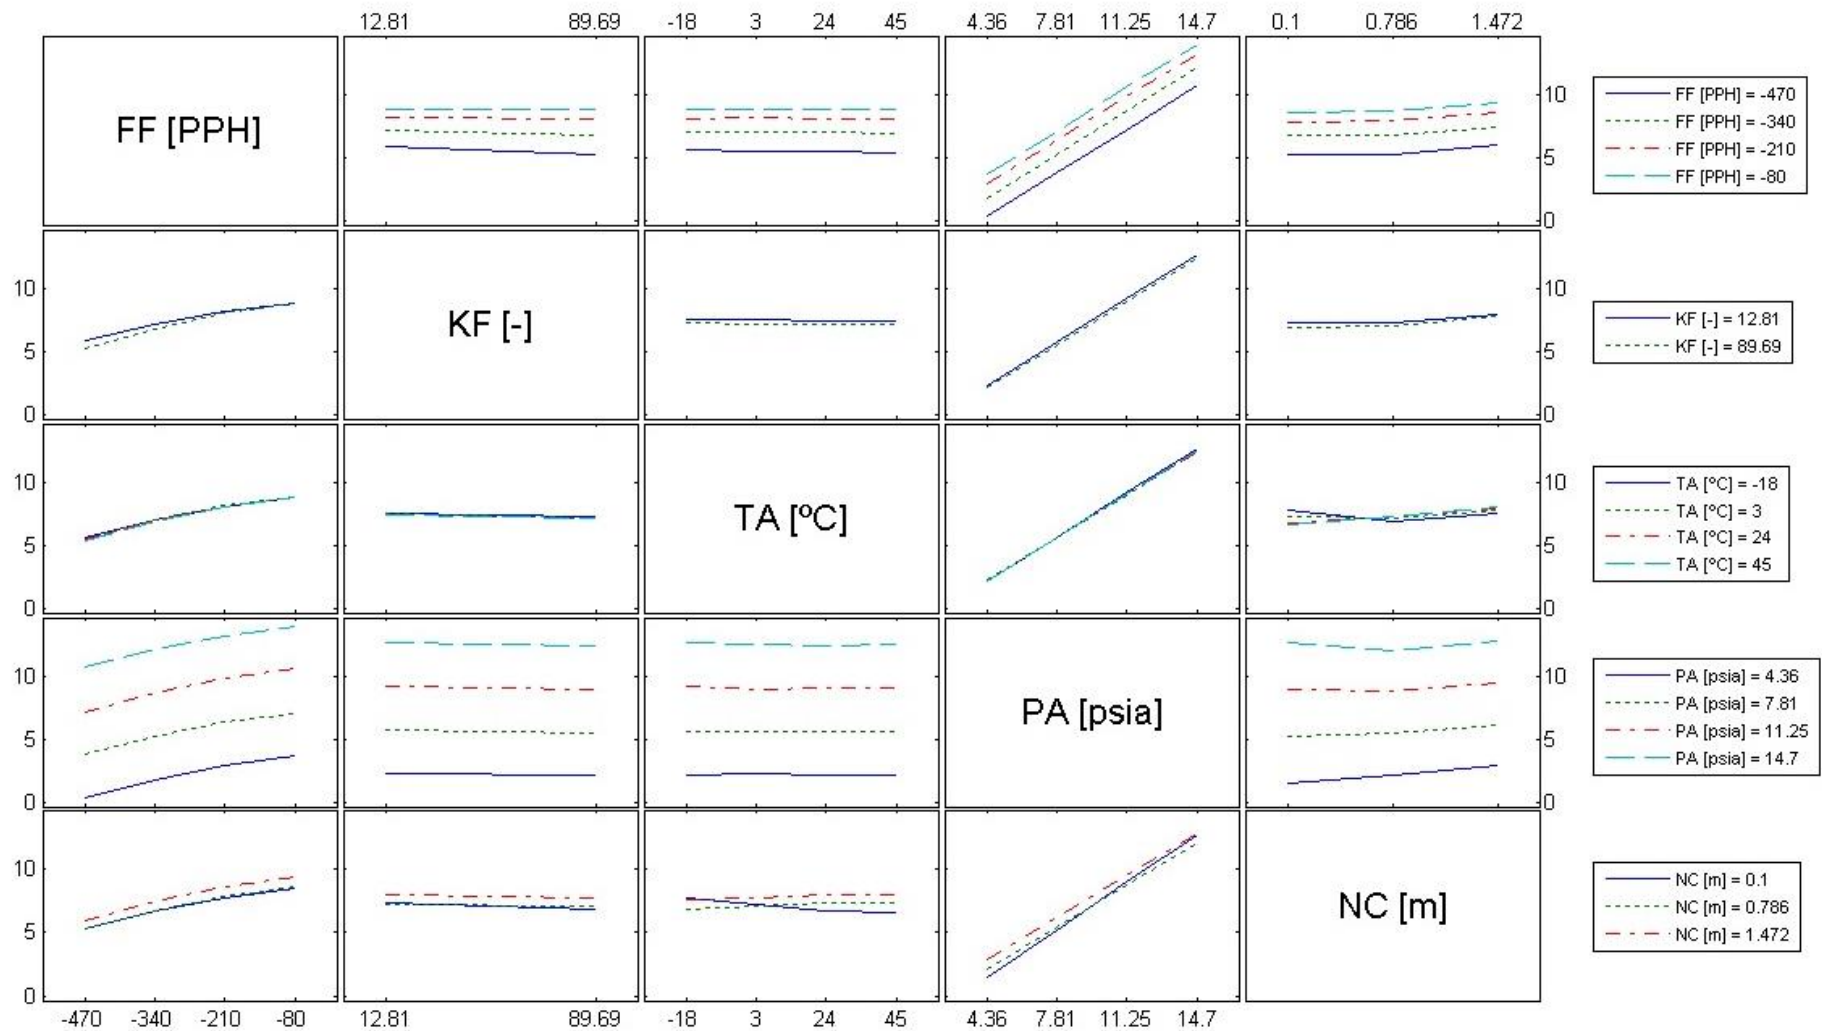 12.81 89.69 -18 3 24 45 4.36 7.81 11.25 14.7 0.1 0.786 1.472
FF [PPH]
10
5
0
FF [PPH] = -470
FF [PPH] = -340
FF [PPH] = -210
FF [PPH] = -80
10
5
0
KF [-]
10
5
0
KF [-] = 12.81
KF [-] = 89.69
10
5
0
TA [ºC]
10
5
0
TA [ºC] = -18
TA [ºC] = 3
TA [ºC] = 24
TA [ºC] = 45
10
5
0
PA [psia]
10
5
0
PA [psia] = 4.36
PA [psia] = 7.81
PA [psia] = 11.25
PA [psia] = 14.7
10
5
0
NC [m]
NC [m] = 0.1
NC [m] = 0.786
NC [m] = 1.472
-470 -340 -210 -80 12.81 89.69 -18 3 24 45 4.36 7.81 11.25 14.7